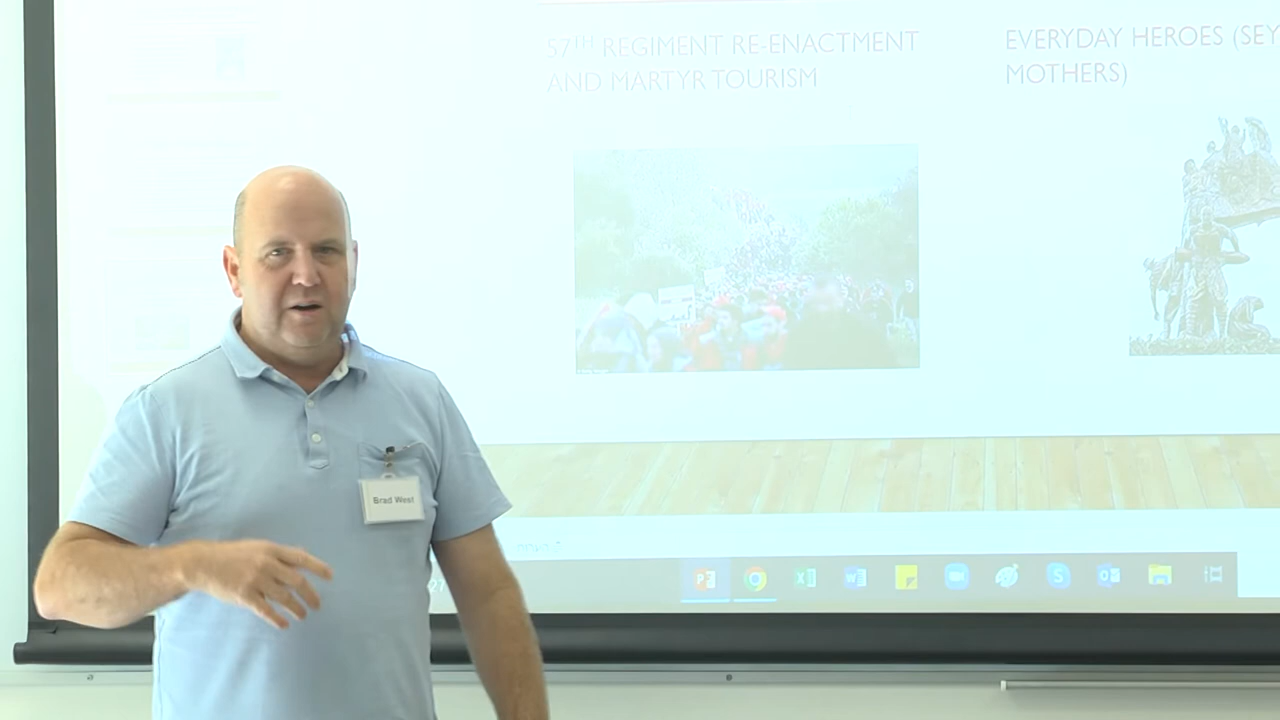 57TH REGIMENT RE-ENACTMENT
AND MARTYR TOURISM
EVERYDAY HEROES (SEY
MOTHERS)
Brad West